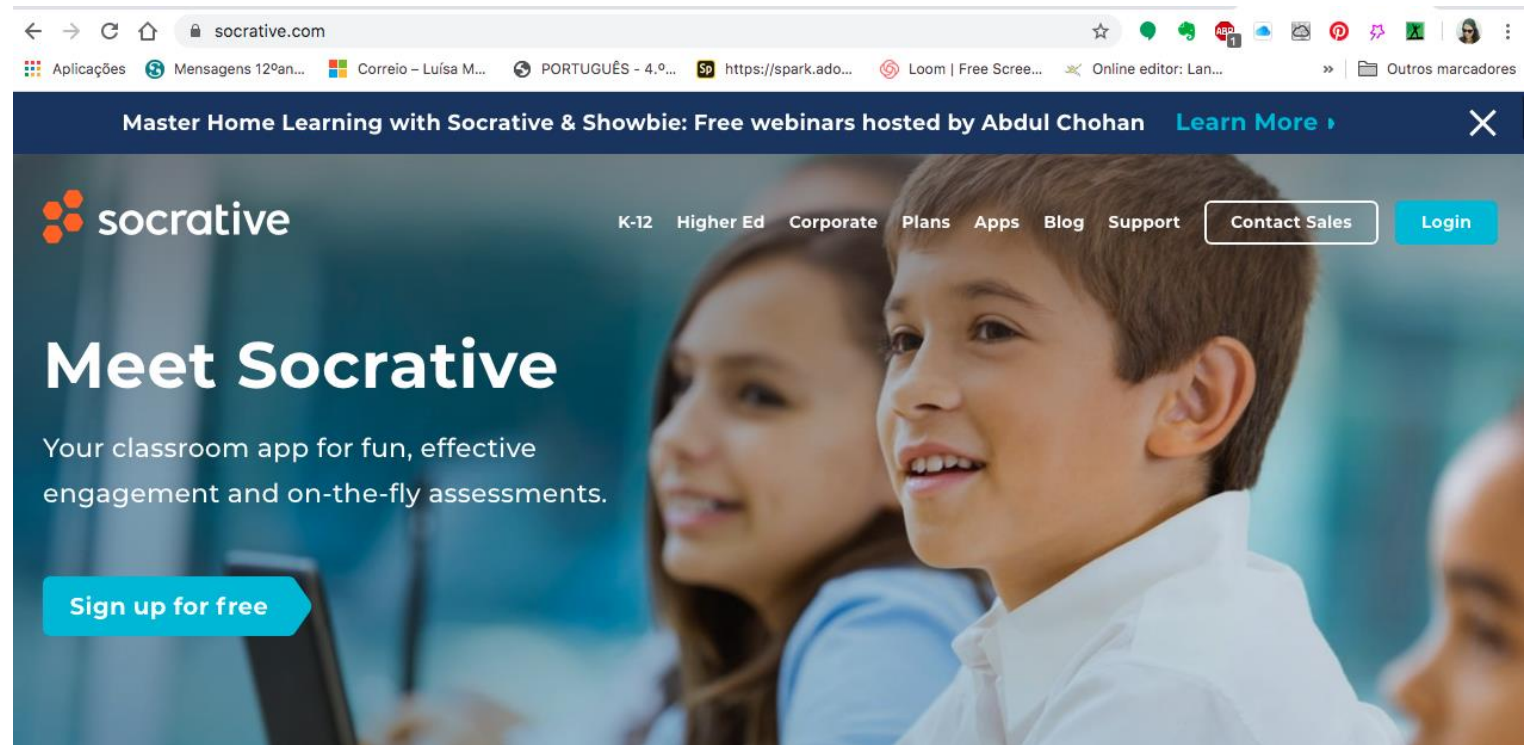 socrative.com
ABP
1
Aplicações Mensagens 12ºan... Correio – Luísa M... PORTUGUÊS - 4.º... Sp https://spark.ado... Loom | Free Scree... Online editor: Lan... » Outros marcadores
Master Home Learning with Socrative & Showbie: Free webinars hosted by Abdul Chohan Learn More
socrative K-12 Higher Ed Corporate Plans Apps Blog Support Contact Sales Login
Meet Socrative
Your classroom app for fun, effective
engagement and on-the-fly assessments.
Sign up for free